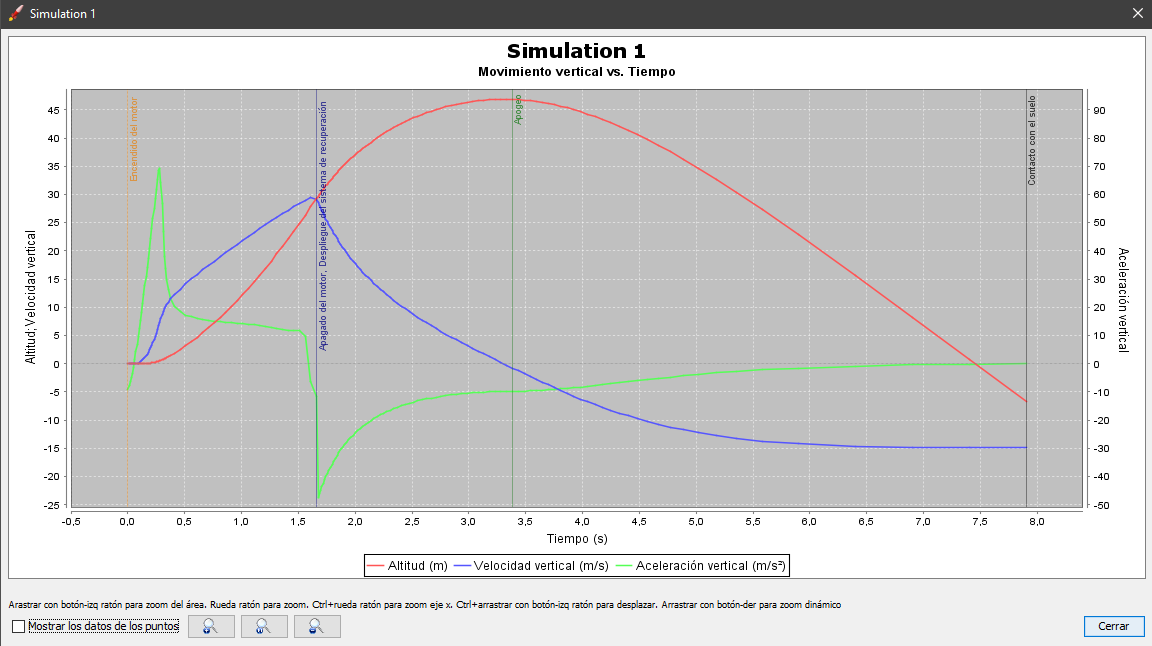 Simulation 1
Simulation 1
Movimiento vertical vs. Tiempo
Altitud; Velocidad vertical
45
40
35
30
25
20
15
10
5
0
-5
-10
-15
-20
-25
Encendido del motor
Apagado del motor, Despliegue del sistema de recuperación
Apogeo
Contacto con el suelo
90
80
70
60
50
40
30
20
10
0
-10
-20
-30
-40
-50
Aceleración vertical
-0,5 0,0 0,5 1,0 1,5 2,0 2,5 3,0 3,5 4,0 4,5 5,0 5,5 6,0 6,5 7,0 7,5 8,0
Tiempo (s)
Altitud (m) Velocidad vertical (m/s) Aceleración vertical (m/s²)
Arastrar con botón-izq ratón para zoom del área. Rueda ratón para zoom. Ctrl+rueda ratón para zoom eje x. Ctrl+arrastrar con botón-izq ratón para desplazar. Arrastrar con botón-der para zoom dinámico
Mostrar los datos de los puntos
Cerrar